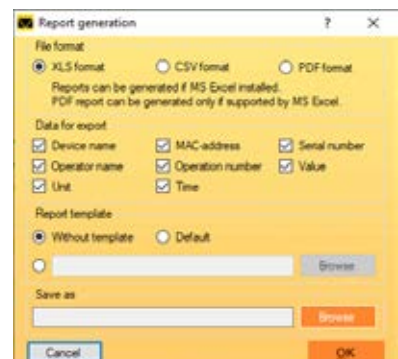 Report generation
File format
XLS format CSV format PDF format
Reports can be generated if MS Excel installed.
PDF report can be generated only if supported by MS Excel.
Data for export
Device name MAC-address Serial number
Operator name Operation number Value
Unit Time
Report template
Without template Default
Browse
Save as
Browse
Cancel OK